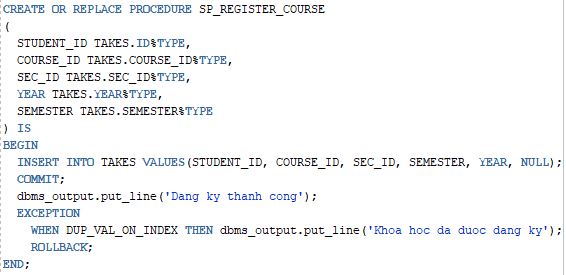 CREATE OR REPLACE PROCEDURE SP_REGISTER_COURSE
(
  STUDENT_ID TAKES.ID%TYPE,
  COURSE_ID TAKES.COURSE_ID%TYPE,
  SEC_ID TAKES.SEC_ID%TYPE,
  YEAR TAKES.YEAR%TYPE,
  SEMESTER TAKES.SEMESTER%TYPE
) IS
BEGIN
  INSERT INTO TAKES VALUES(STUDENT_ID, COURSE_ID, SEC_ID, SEMESTER, YEAR, NULL);
  COMMIT;
  dbms_output.put_line('Dang ky thanh cong');
  EXCEPTION
    WHEN DUP_VAL_ON_INDEX THEN dbms_output.put_line('Khoa hoc da duoc dang ky');
    ROLLBACK;
END;